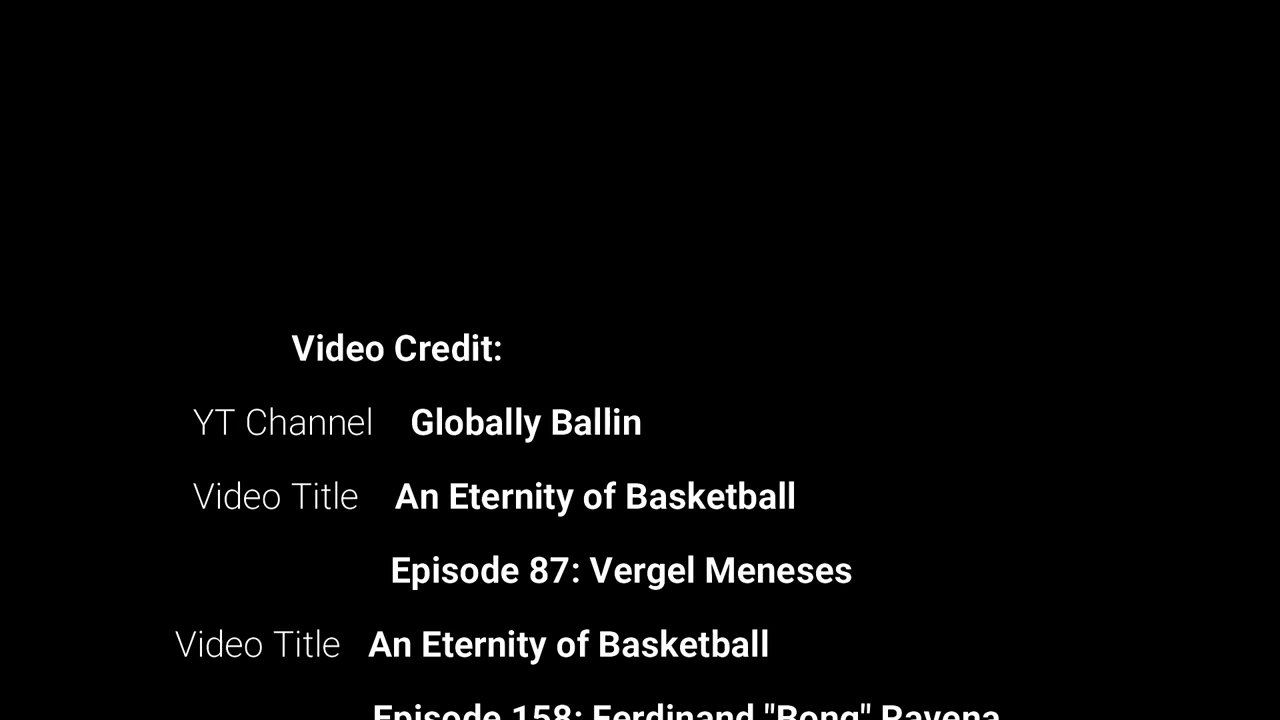 Video Credit:
YT Channel Globally Ballin
Video Title An Eternity of Basketball
Episode 87: Vergel Meneses
Video Title An Eternity of Basketball
Episode 158: Ferdinand "Bong" Ravena